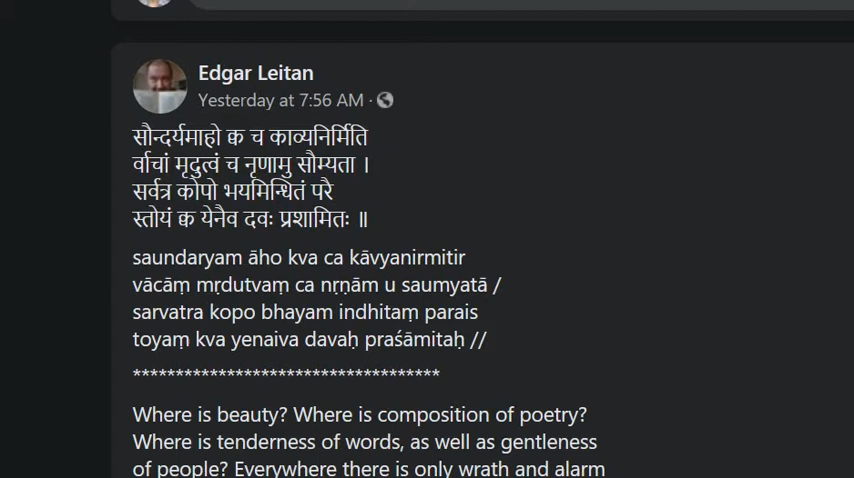 Edgar Leitan
Yesterday at 7:56 AM ·
सौन्दर्यमाहो क्व च काव्यनिर्मिति
र्वाचां मृदुत्वं च नृणामु सौम्यता ।
सर्वत्र कोपो भयमिन्धितं परै
स्तोयं क्व येनैव दवः प्रशामितः ॥
saundaryam āho kva ca kāvyanirmitir
vācāṃ mṛdutvaṃ ca nṛṇām u saumyatā /
sarvatra kopo bhayam indhitaṃ parais
toyaṃ kva yenaiva davaḥ praśāmitaḥ //
************************************
Where is beauty? Where is composition of poetry?
Where is tenderness of words, as well as gentleness
of people? Everywhere there is only wrath and alarm